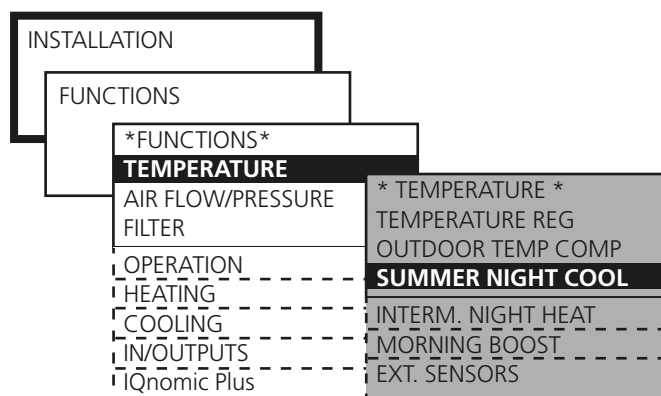 INSTALLATION
FUNCTIONS
*FUNCTIONS*
TEMPERATURE
AIR FLOW/PRESSURE
FILTER
OPERATION
HEATING
COOLING
IN/OUTPUTS
IQnomic Plus
* TEMPERATURE *
TEMPERATURE REG
OUTDOOR TEMP COMP
SUMMER NIGHT COOL
INTERM. NIGHT HEAT
MORNING BOOST
EXT. SENSORS